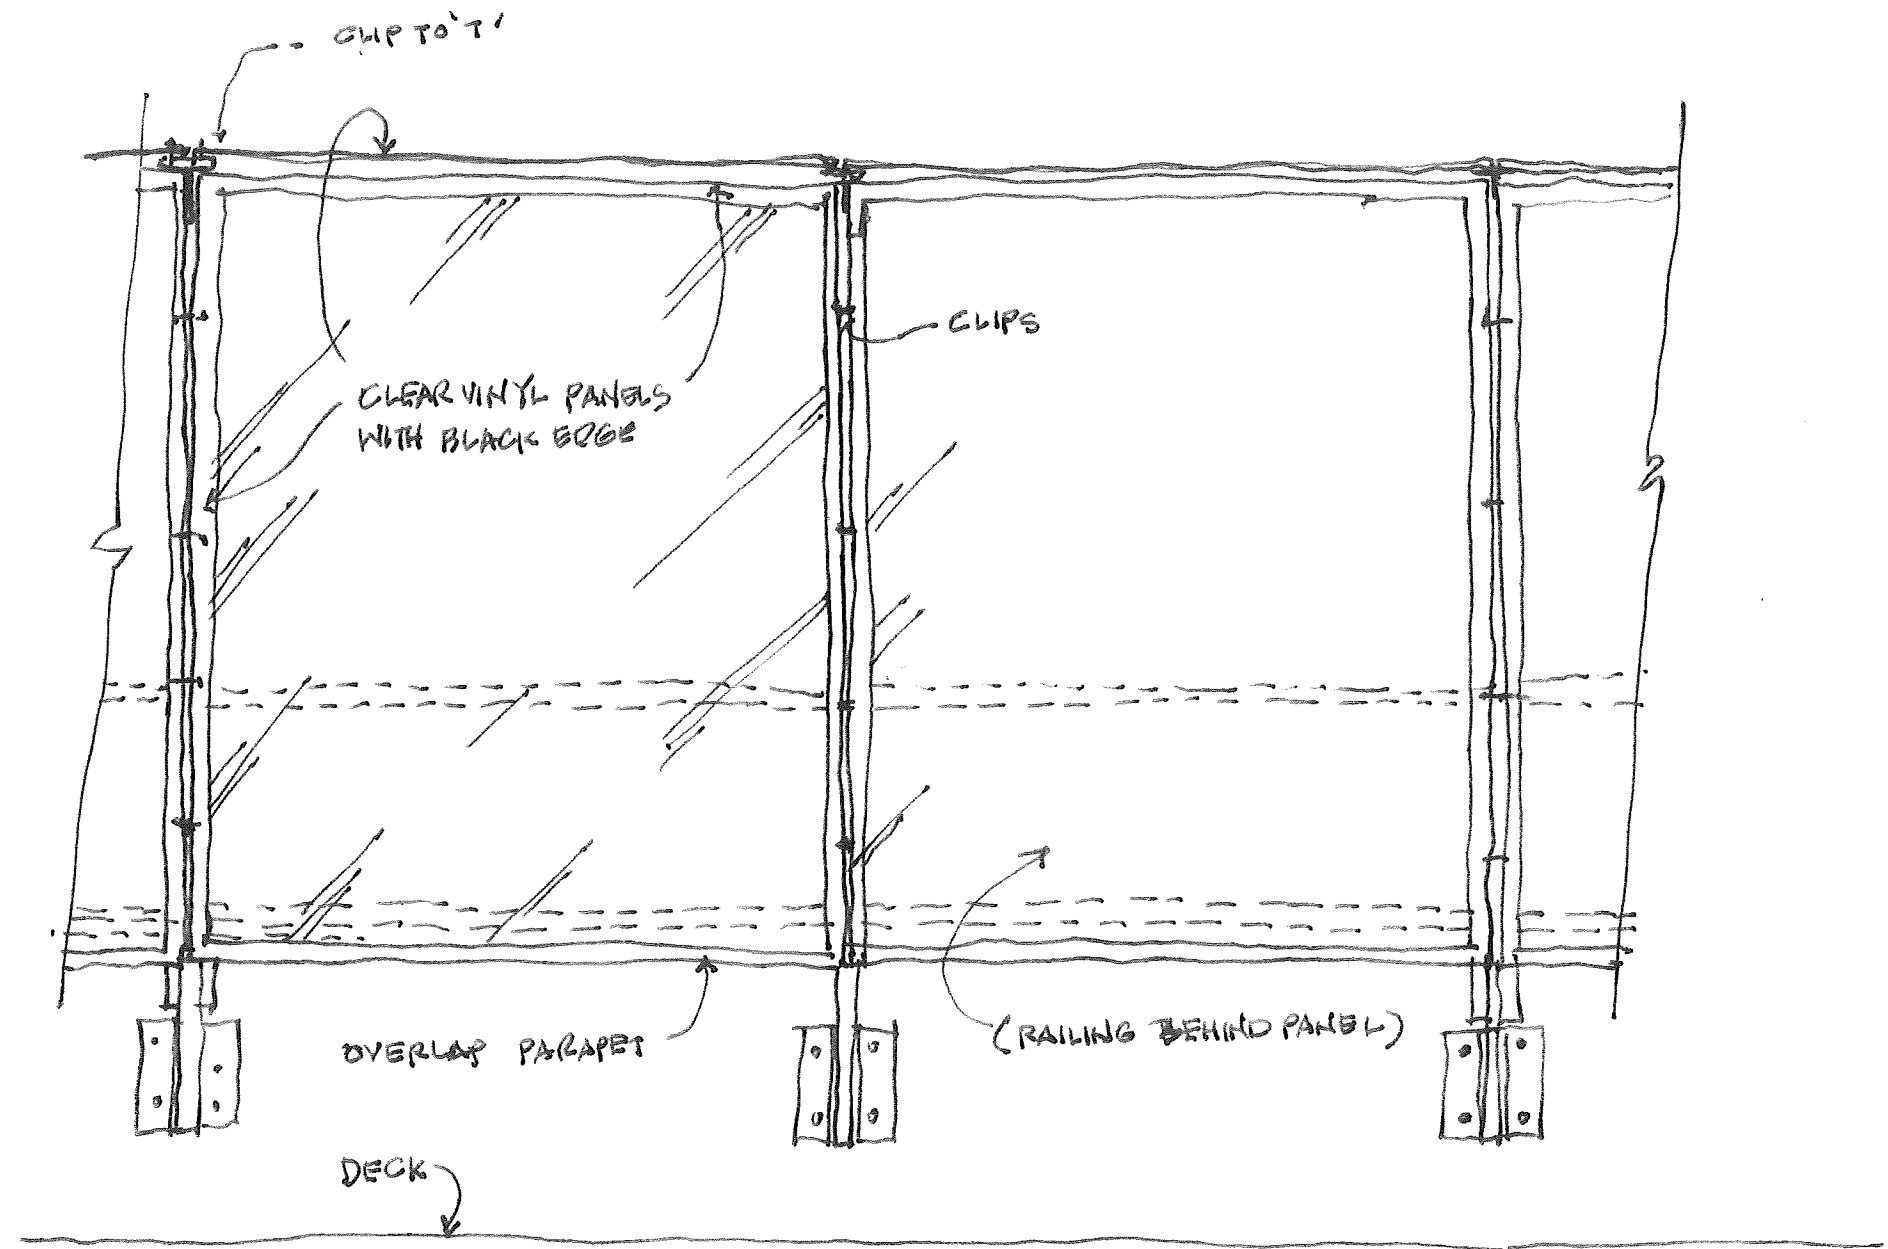 CLIP TO 'T'
CLIPS
CLEAR VINYL PANELS
WITH BLACK EDGE
OVERLAP PARAPET
(RAILING BEHIND PANEL)
DECK